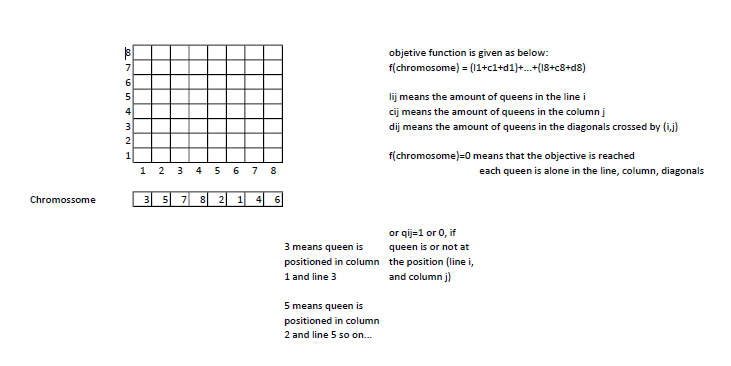 objetive function is given as below:
f(chromosome) = (l1+c1+d1)+...+(l8+c8+d8)
lij means the amount of queens in the line i
cij means the amount of queens in the column j
dij means the amount of queens in the diagonals crossed by (i,j)
f(chromosome)=0 means that the objective is reached
each queen is alone in the line, column, diagonals
8
7
6
5
4
3
2
1
1 2 3 4 5 6 7 8
Chromossome 3 5 7 8 2 1 4 6
3 means queen is
positioned in column
1 and line 3
5 means queen is
positioned in column
2 and line 5 so on...
or qij=1 or 0, if
queen is or not at
the position (line i,
and column j)